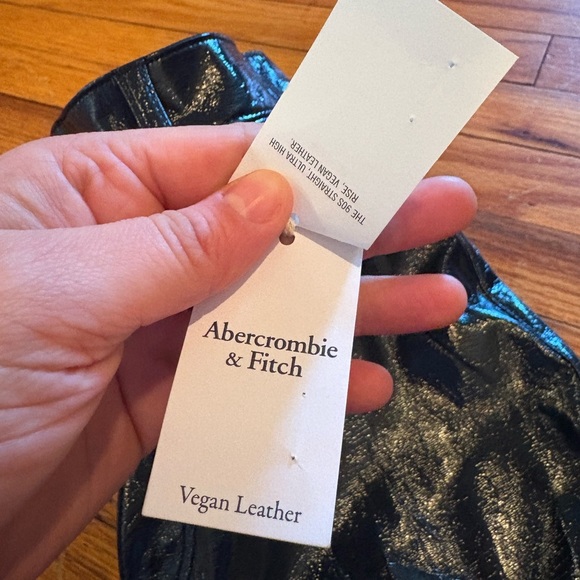 THE 90S STRAIGHT, ULTRA HIGH
RISE, VEGAN LEATHER.
Abercrombie
& Fitch
Vegan Leather